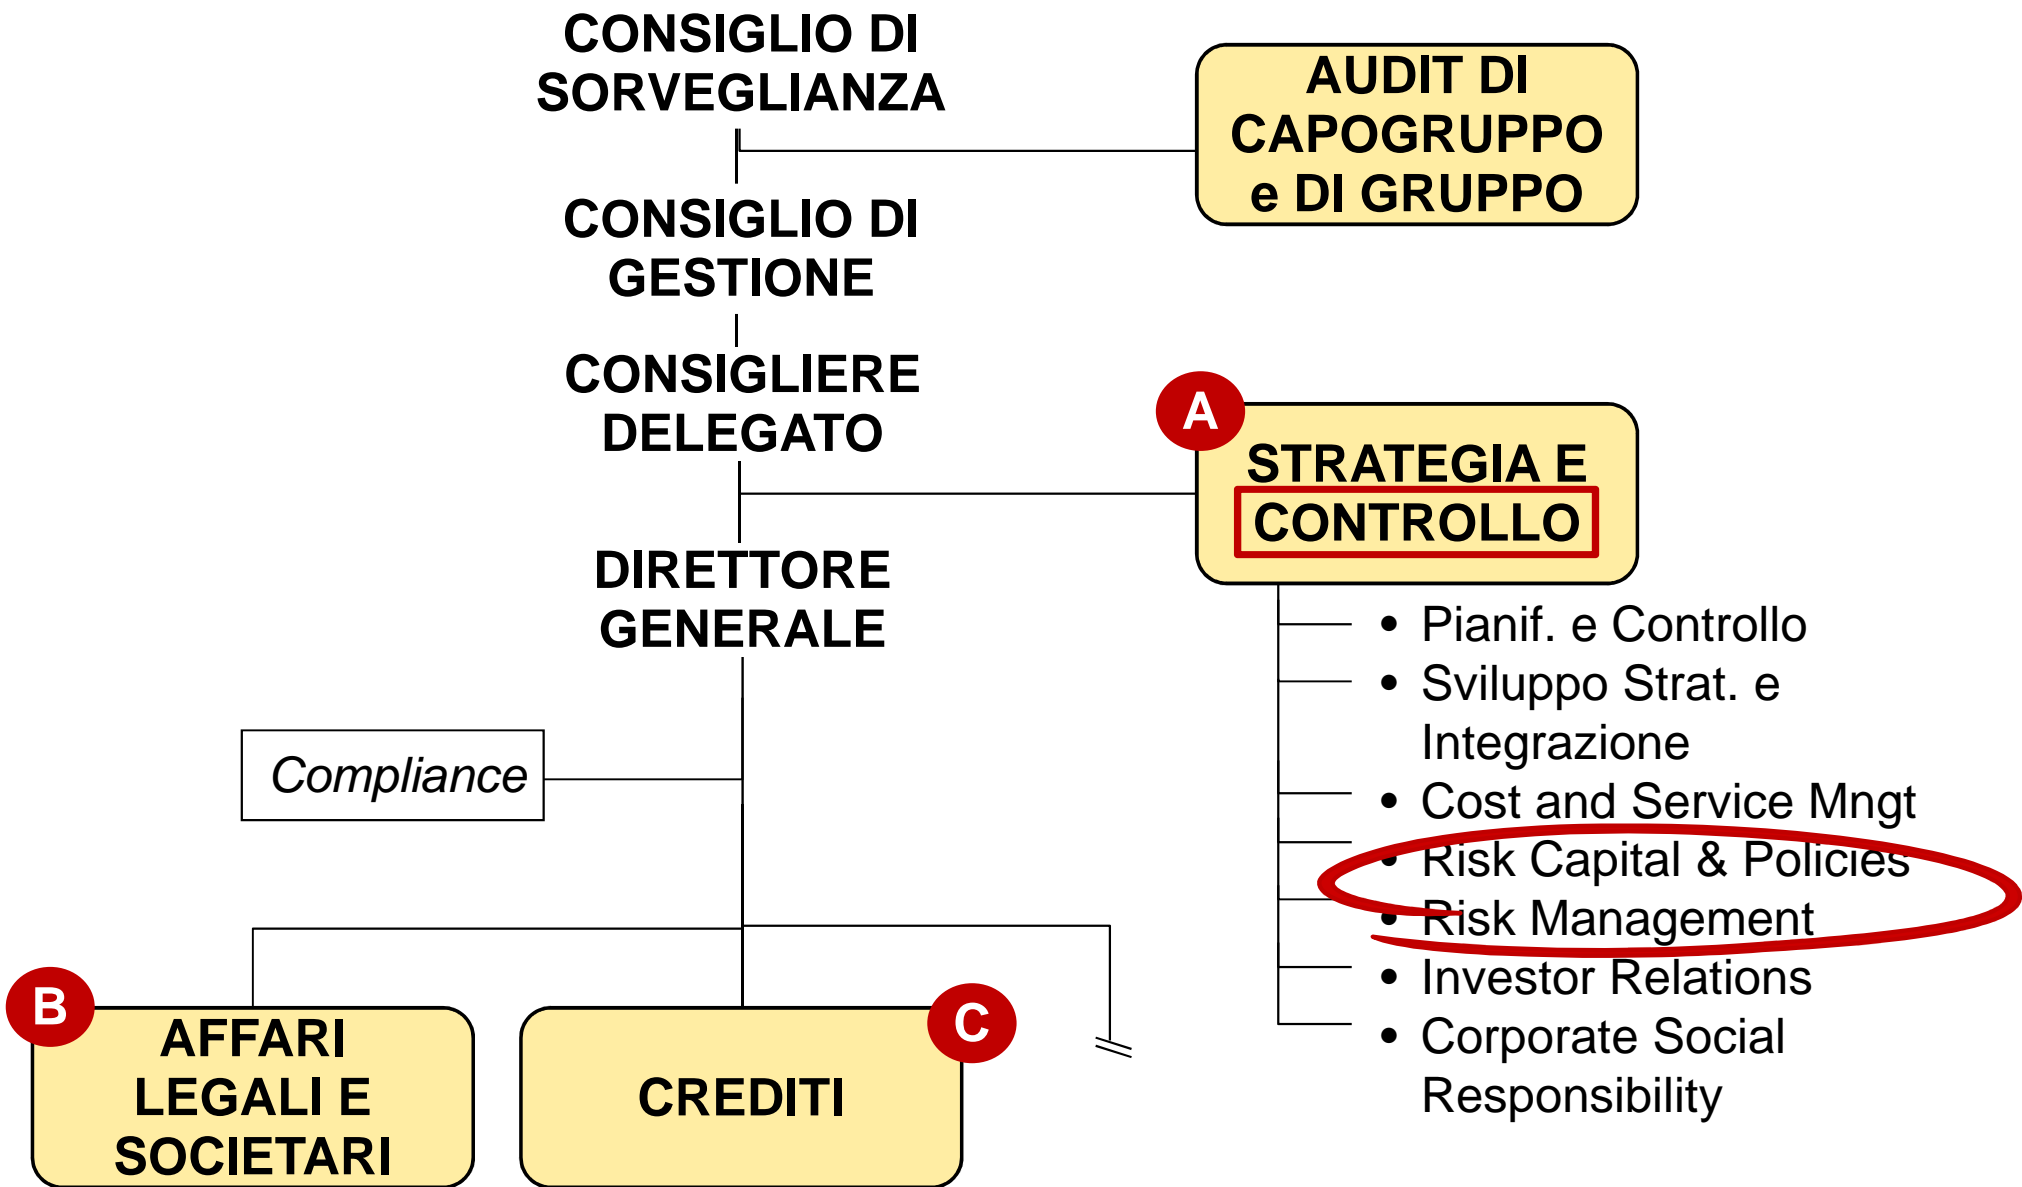 CONSIGLIO DI
SORVEGLIANZA
AUDIT DI
CAPOGRUPPO
e DI GRUPPO
CONSIGLIO DI
GESTIONE
CONSIGLIERE
DELEGATO
A
STRATEGIA E
CONTROLLO
DIRETTORE
GENERALE
• Pianif. e Controllo
• Sviluppo Strat. e
Integrazione
• Cost and Service Mngt
• Risk Capital & Policies
• Risk Management
• Investor Relations
• Corporate Social
Responsibility
Compliance
B
AFFARI
LEGALI E
SOCIETARI
C
CREDITI